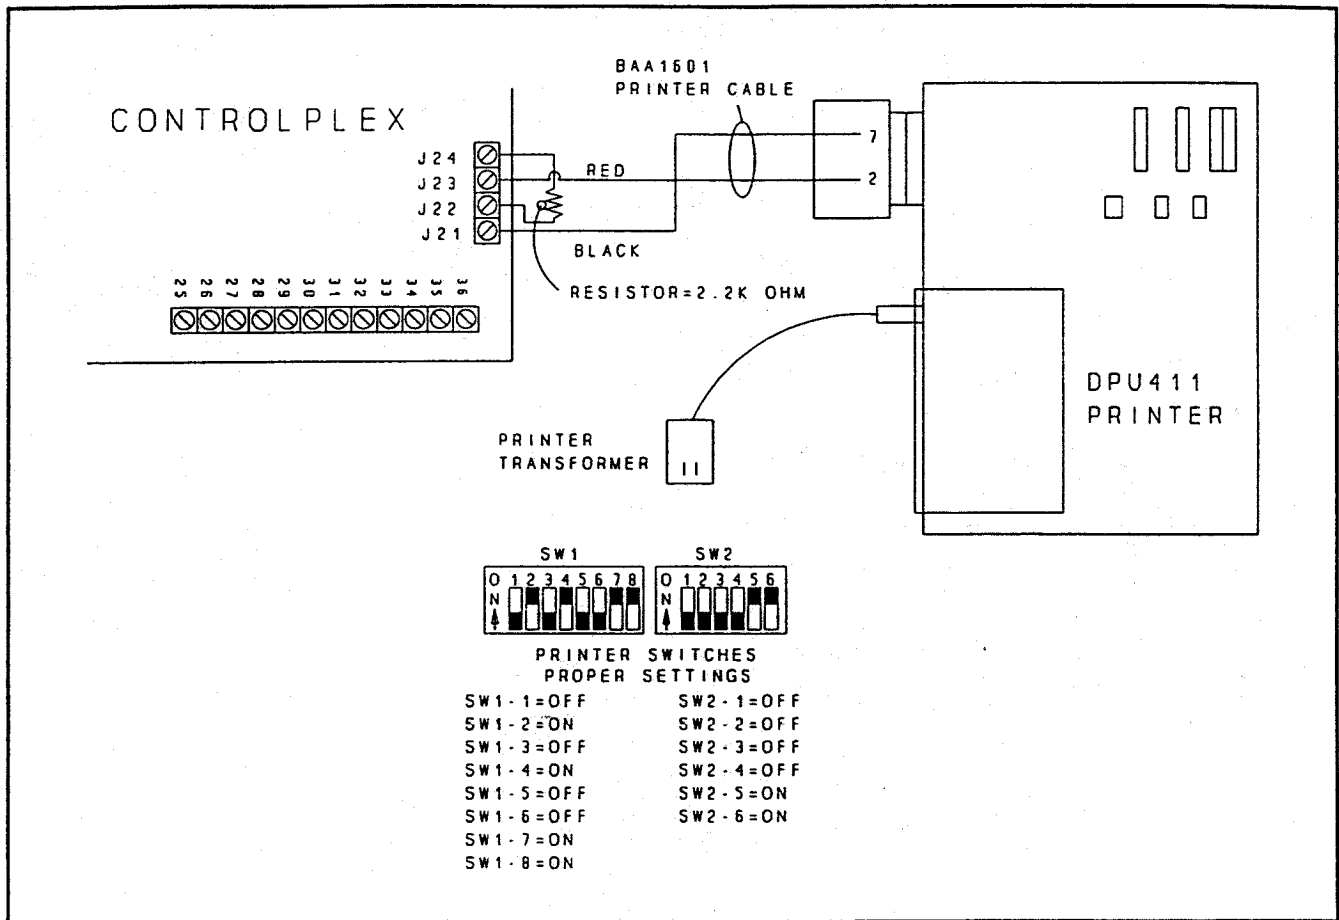 BAA1601
PRINTER CABLE
CONTROLPLEX
J24
J23
J22
J21
RED
BLACK
RESISTOR=2.2K OHM
7
2
25 26 27 28 29 30 31 32 33 34 35 36
DPU411
PRINTER
PRINTER
TRANSFORMER
SW1
ON 1 2 3 4 5 6 7 8
SW2
ON 1 2 3 4 5 6
PRINTER SWITCHES
PROPER SETTINGS
SW1-1=OFF
SW1-2=ON
SW1-3=OFF
SW1-4=ON
SW1-5=OFF
SW1-6=OFF
SW1-7=ON
SW1-8=ON
SW2-1=OFF
SW2-2=OFF
SW2-3=OFF
SW2-4=OFF
SW2-5=ON
SW2-6=ON